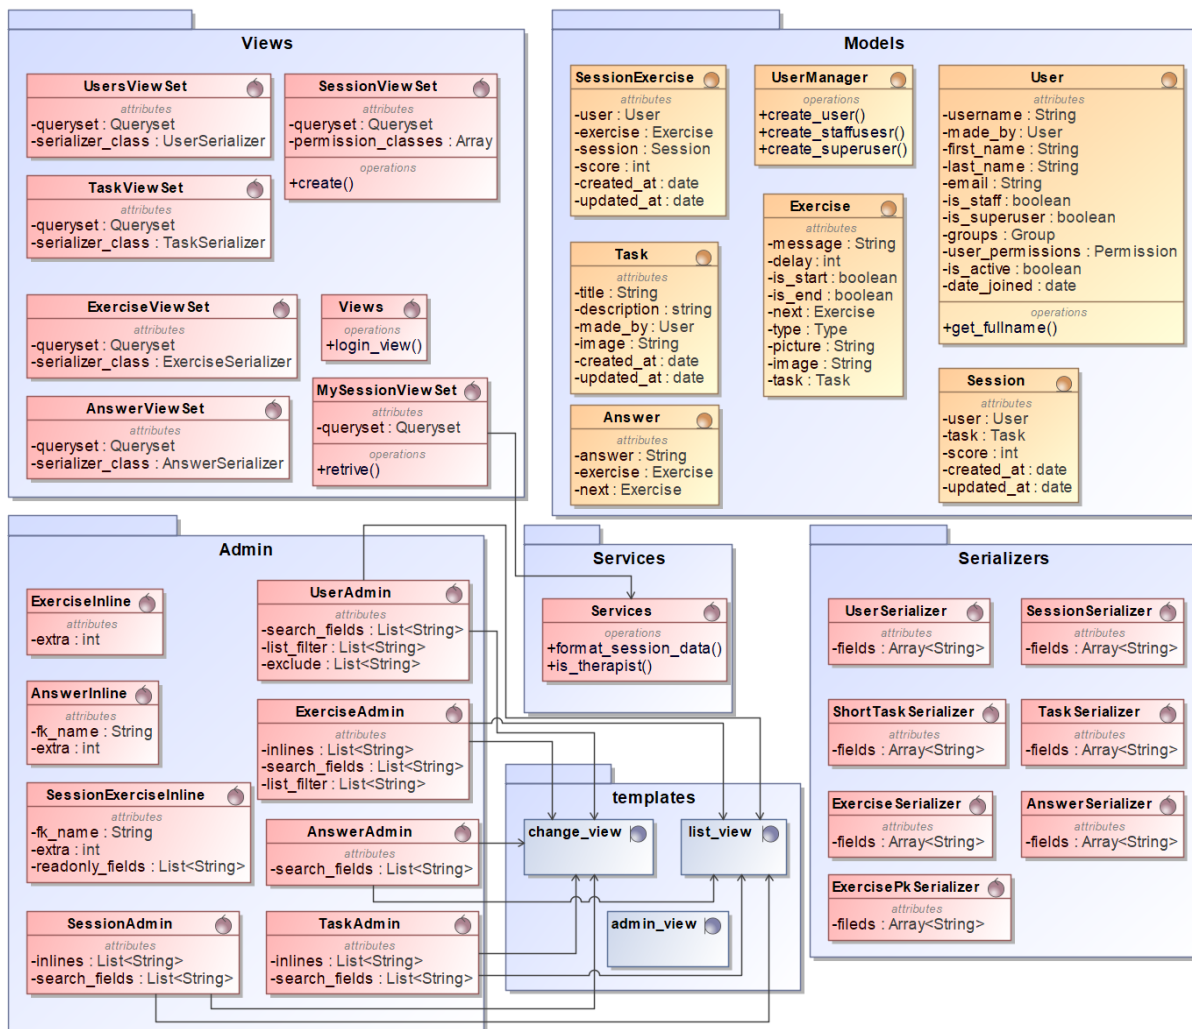 Views
UsersViewSet
attributes
-queryset : Queryset
-serializer_class : UserSerializer
SessionViewSet
attributes
-queryset : Queryset
-permission_classes : Array
operations
+create()
TaskViewSet
attributes
-queryset : Queryset
-serializer_class : TaskSerializer
ExerciseViewSet
attributes
-queryset : Queryset
-serializer_class : ExerciseSerializer
Views
operations
+login_view()
AnswerViewSet
attributes
-queryset : Queryset
-serializer_class : AnswerSerializer
MySessionViewSet
attributes
-queryset : Queryset
operations
+retrive()
Models
SessionExercise
attributes
-user : User
-exercise : Exercise
-session : Session
-score : int
-created_at : date
-updated_at : date
UserManager
operations
+create_user()
+create_staffusesr()
+create_superuser()
User
attributes
-username : String
-made_by : User
-first_name : String
-last_name : String
-email : String
-is_staff : boolean
-is_superuser : boolean
-groups : Group
-user_permissions : Permission
-is_active : boolean
-date_joined : date
operations
+get_fullname()
Task
attributes
-title : String
-description : string
-made_by : User
-image : String
-created_at : date
-updated_at : date
Exercise
attributes
-message : String
-delay : int
-is_start : boolean
-is_end : boolean
-next : Exercise
-type : Type
-picture : String
-image : String
-task : Task
Answer
attributes
-answer : String
-exercise : Exercise
-next : Exercise
Session
attributes
-user : User
-task : Task
-score : int
-created_at : date
-updated_at : date
Admin
ExerciseInline
attributes
-extra : int
UserAdmin
attributes
-search_fields : List<String>
-list_filter : List<String>
-exclude : List<String>
AnswerInline
attributes
-fk_name : String
-extra : int
ExerciseAdmin
attributes
-inlines : List<String>
-search_fields : List<String>
-list_filter : List<String>
SessionExerciseInline
attributes
-fk_name : String
-extra : int
-readonly_fields : List<String>
AnswerAdmin
attributes
-search_fields : List<String>
SessionAdmin
attributes
-inlines : List<String>
-search_fields : List<String>
TaskAdmin
attributes
-inlines : List<String>
-search_fields : List<String>
Services
Services
operations
+format_session_data()
+is_therapist()
templates
change_view
list_view
admin_view
Serializers
UserSerializer
attributes
-fields : Array<String>
SessionSerializer
attributes
-fields : Array<String>
ShortTaskSerializer
attributes
-fields : Array<String>
TaskSerializer
attributes
-fields : Array<String>
ExerciseSerializer
attributes
-fields : Array<String>
AnswerSerializer
attributes
-fields : Array<String>
ExercisePkSerializer
attributes
-fileds : Array<String>